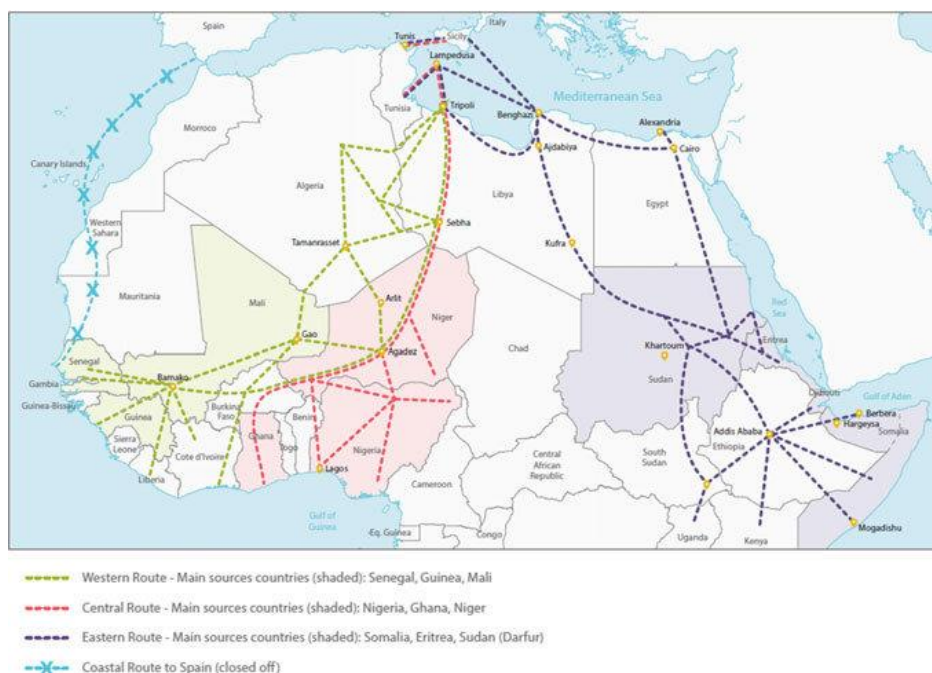 Spain
Italy
Tunis
Sicily
Lampedusa
Mediterranean Sea
Tunisia
Tripoli
Benghazi
Alexandria
Morroco
Ajdabiya
Cairo
Canary Islands
Algeria
Libya
Egypt
Western
Sahara
Sebha
Tamanrasset
Kufra
Mauritania
Mali
Arlit
Niger
Red
Sea
Gao
Chad
Khartoum
Eritrea
Senegal
Agadez
Sudan
Gambia
Bamako
Djibouti
Gulf of Aden
Guinea-Bissau
Guinea
Burkina
Faso
Benin
Berbera
Hargeysa
Sierra
Leone
Cote d'Ivoire
Ghana
Togo
Nigeria
Addis Ababa
Ethiopia
Somalia
South
Sudan
Central
African
Republic
Liberia
Lagos
Cameroon
Gulf of
Guinea
Eq. Guinea
Congo
Uganda
Kenya
Mogadishu
Western Route - Main sources countries (shaded): Senegal, Guinea, Mali
Central Route - Main sources countries (shaded): Nigeria, Ghana, Niger
Eastern Route - Main sources countries (shaded): Somalia, Eritrea, Sudan (Darfur)
Coastal Route to Spain (closed off)